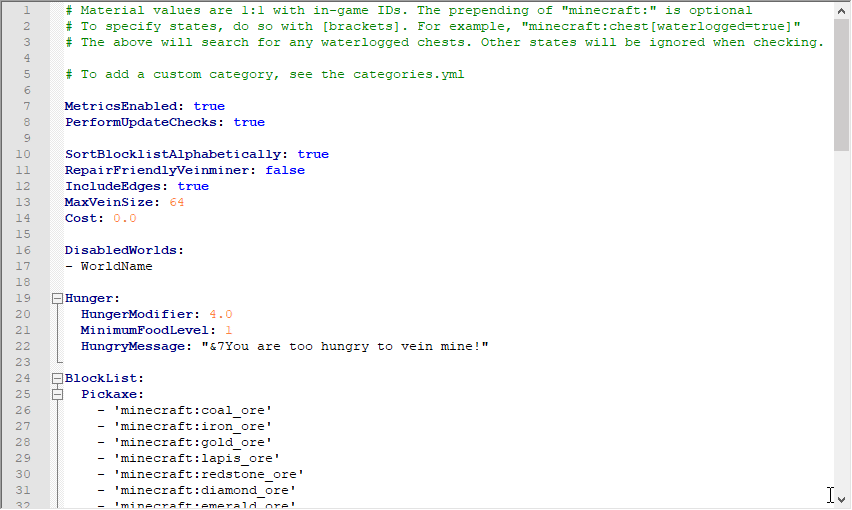 1 # Material values are 1:1 with in-game IDs. The prepending of "minecraft:" is optional
2 # To specify states, do so with [brackets]. For example, "minecraft:chest[waterlogged=true]"
3 # The above will search for any waterlogged chests. Other states will be ignored when checking.
4
5 # To add a custom category, see the categories.yml
6
7 MetricsEnabled: true
8 PerformUpdateChecks: true
9
10 SortBlocklistAlphabetically: true
11 RepairFriendlyVeinminer: false
12 IncludeEdges: true
13 MaxVeinSize: 64
14 Cost: 0.0
15
16 DisabledWorlds:
17 - WorldName
18
19 Hunger:
20 HungerModifier: 4.0
21 MinimumFoodLevel: 1
22 HungryMessage: "&7You are too hungry to vein mine!"
23
24 BlockList:
25 Pickaxe:
26 - 'minecraft:coal_ore'
27 - 'minecraft:iron_ore'
28 - 'minecraft:gold_ore'
29 - 'minecraft:lapis_ore'
30 - 'minecraft:redstone_ore'
31 - 'minecraft:diamond_ore'
32 - 'minecraft:emerald_ore'